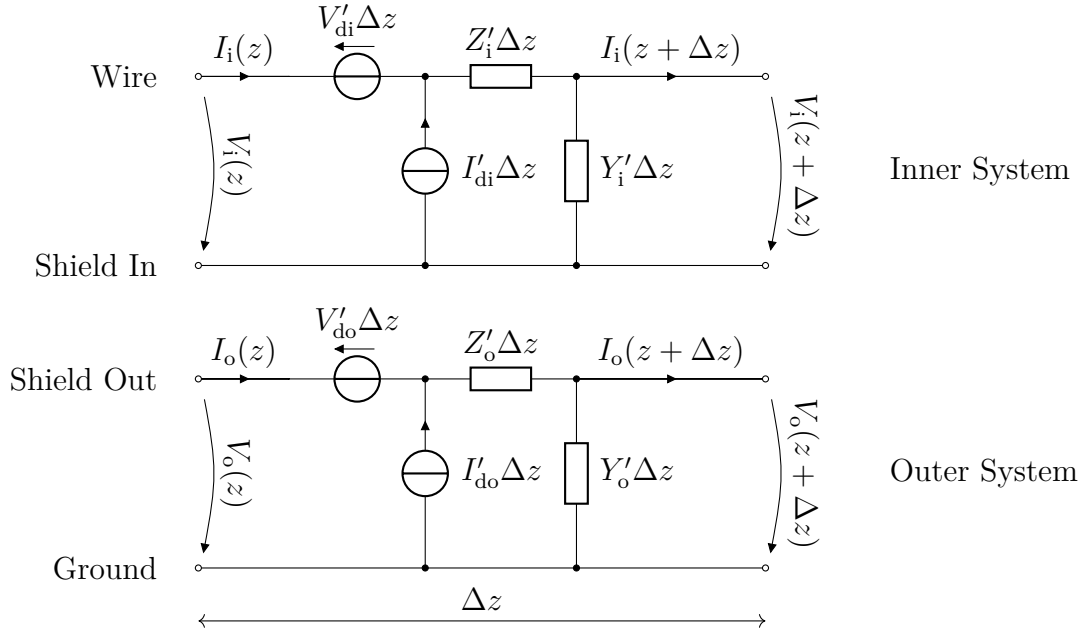 V′di Δz
Ii(z)
Z′i Δz
Ii(z + Δz)
Wire
Vi(z)
I′di Δz
Y′i Δz
Vi(z + Δz)
Inner System
Shield In
V′do Δz
Io(z)
Z′o Δz
Io(z + Δz)
Shield Out
Vo(z)
I′do Δz
Y′o Δz
Vo(z + Δz)
Outer System
Ground
Δz